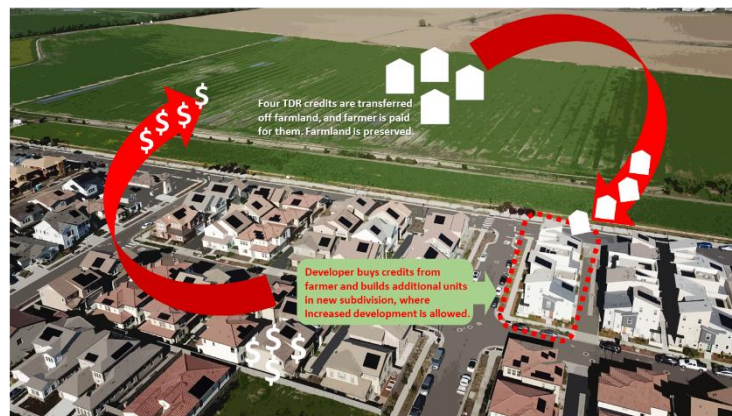 Four TDR credits are transferred
off farmland, and farmer is paid
for them. Farmland is preserved.
$ $ $ $
Developer buys credits from
farmer and builds additional units
in new subdivision, where
increased development is allowed.
$ $ $ $